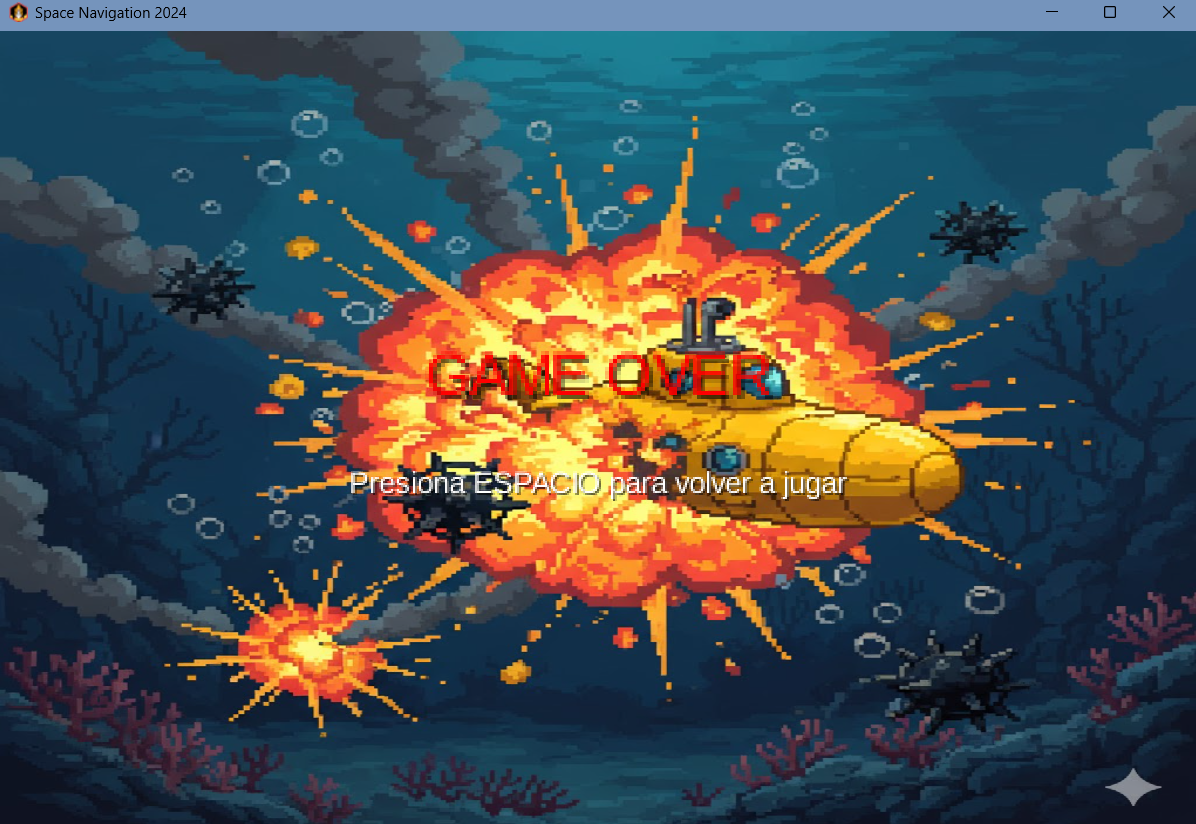 Space Navigation 2024
GAME OVER
Presiona ESPACIO para volver a jugar